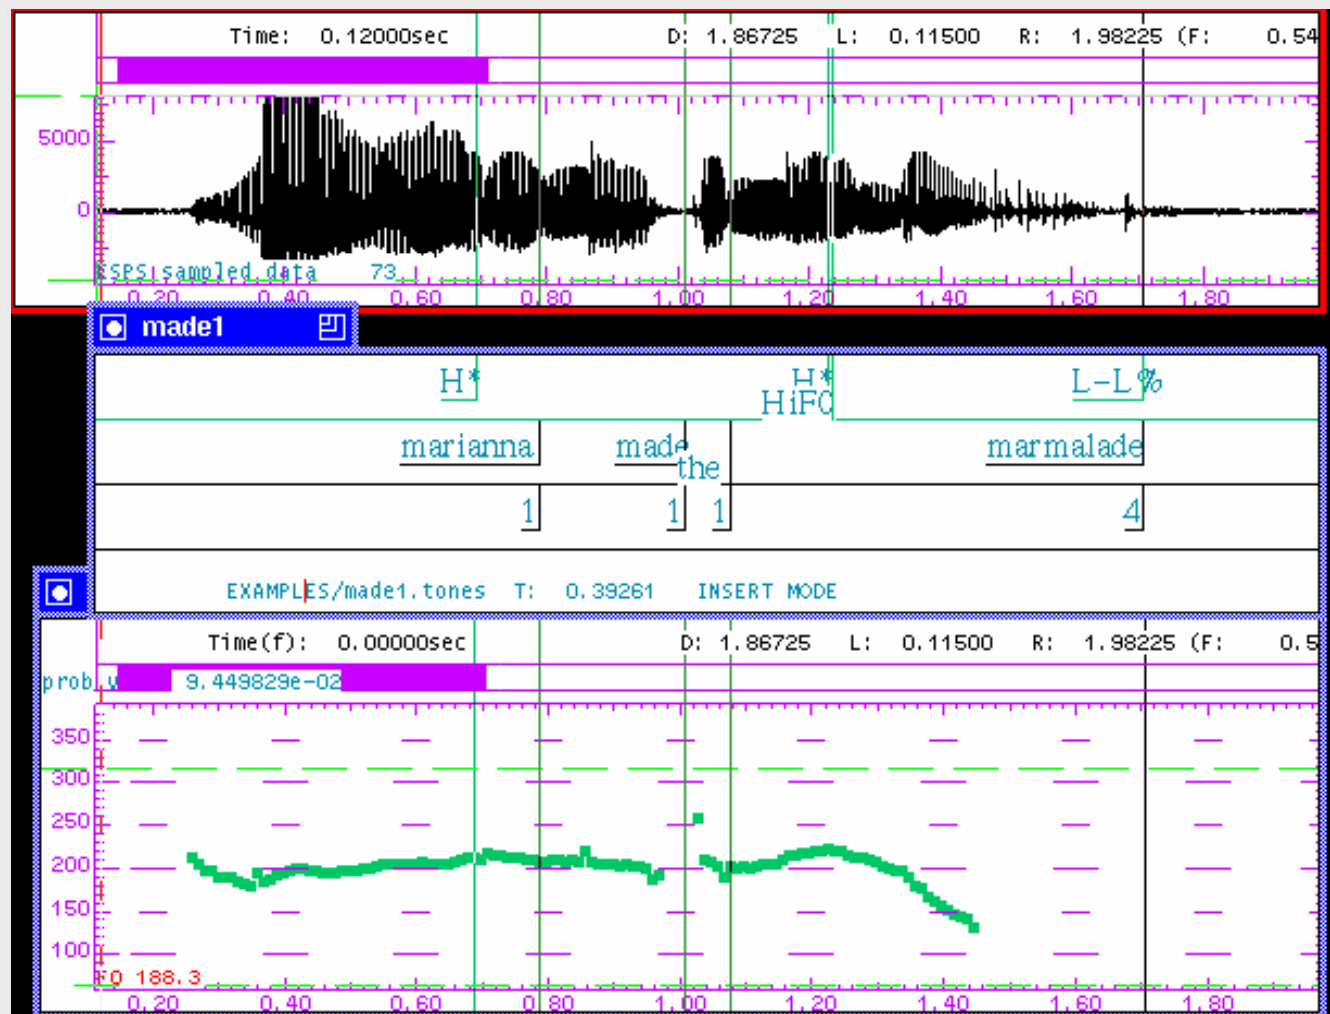 Time: 0.12000sec D: 1.86725 L: 0.11500 R: 1.98225 (F: 0.54
5000
0
ESPS sampled data 73
0.20 0.40 0.60 0.80 1.00 1.20 1.40 1.60 1.80
made1
H* H* L-L%
HiF0
marianna made the marmalade
1 1 1 4
EXAMPLES/made1.tones T: 0.39261 INSERT MODE
Time(f): 0.00000sec D: 1.86725 L: 0.11500 R: 1.98225 (F: 0.5
prob_v 9.449829e-02
350
300
250
200
150
100
F0 188.3
0.20 0.40 0.60 0.80 1.00 1.20 1.40 1.60 1.80